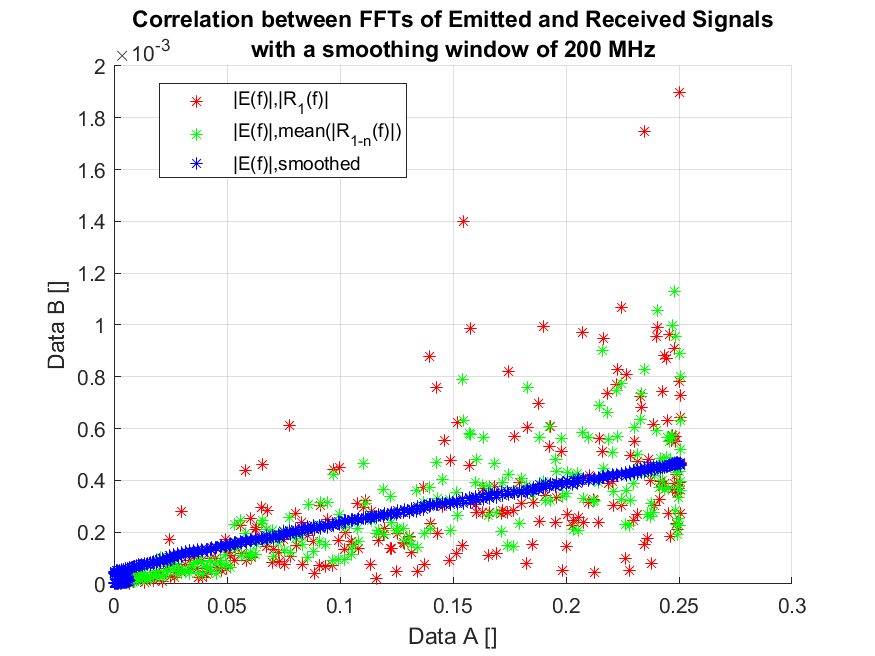 Correlation between FFTs of Emitted and Received Signals
with a smoothing window of 200 MHz
×10^-3
2
1.8
1.6
1.4
1.2
1
0.8
0.6
0.4
0.2
0
|E(f)|,|R_1(f)|
|E(f)|,mean(|R_1-n(f)|)
|E(f)|,smoothed
Data B []
0 0.05 0.1 0.15 0.2 0.25 0.3
Data A []